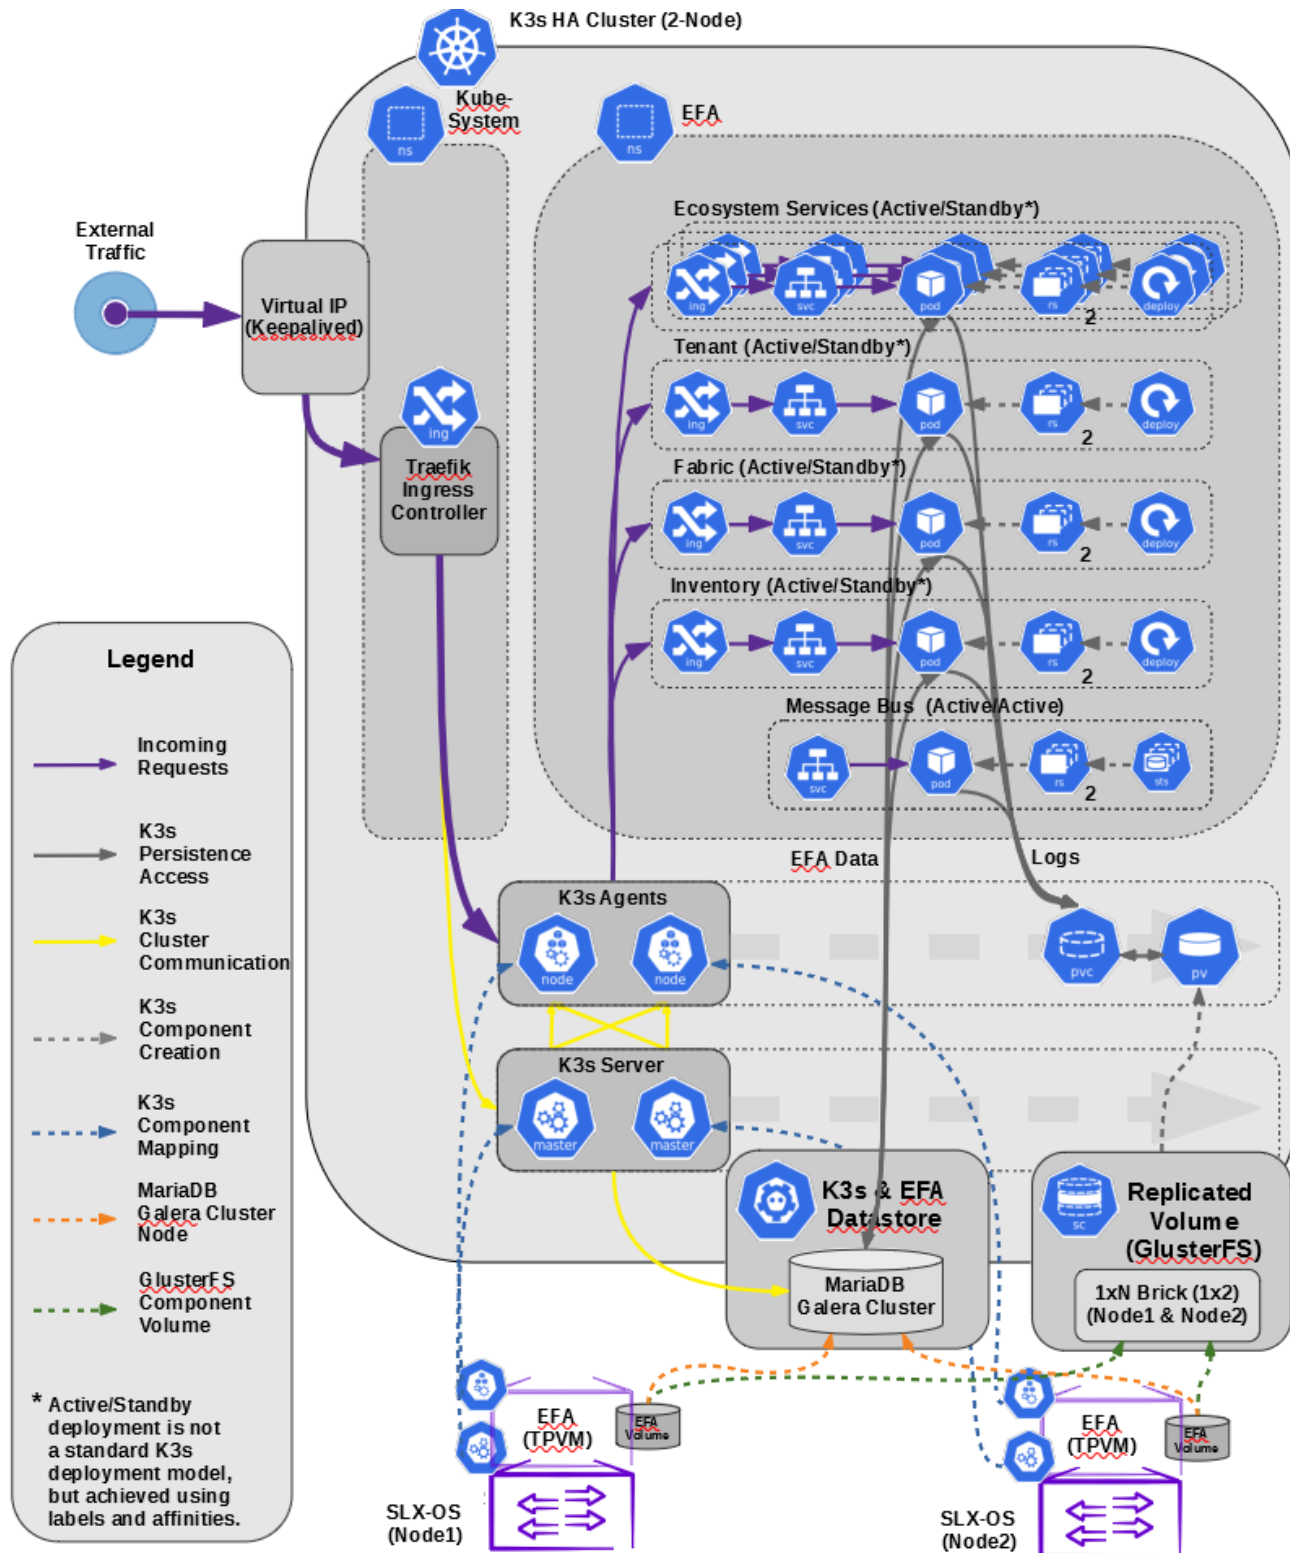 K3s HA Cluster (2-Node)
Kube-
System
ns
EFA
ns
External
Traffic
Virtual IP
(Keepalived)
ing
Traefik
Ingress
Controller
Ecosystem Services (Active/Standby*)
ing
svc
pod
rs
2
deploy
Tenant (Active/Standby*)
ing
svc
pod
rs
2
deploy
Fabric (Active/Standby*)
ing
svc
pod
rs
2
deploy
Inventory (Active/Standby*)
ing
svc
pod
rs
2
deploy
Message Bus (Active/Active)
svc
pod
rs
2
sts
EFA Data
Logs
K3s Agents
node
node
pvc
pv
K3s Server
master
master
K3s & EFA
Datastore
MariaDB
Galera Cluster
sc
Replicated
Volume
(GlusterFS)
1xN Brick (1x2)
(Node1 & Node2)
EFA
(TPVM)
EFA
Volume
SLX-OS
(Node1)
EFA
(TPVM)
EFA
Volume
SLX-OS
(Node2)
Legend
Incoming
Requests
K3s
Persistence
Access
K3s
Cluster
Communication
K3s
Component
Creation
K3s
Component
Mapping
MariaDB
Galera Cluster
Node
GlusterFS
Component
Volume
* Active/Standby
deployment is not
a standard K3s
deployment model,
but achieved using
labels and affinities.